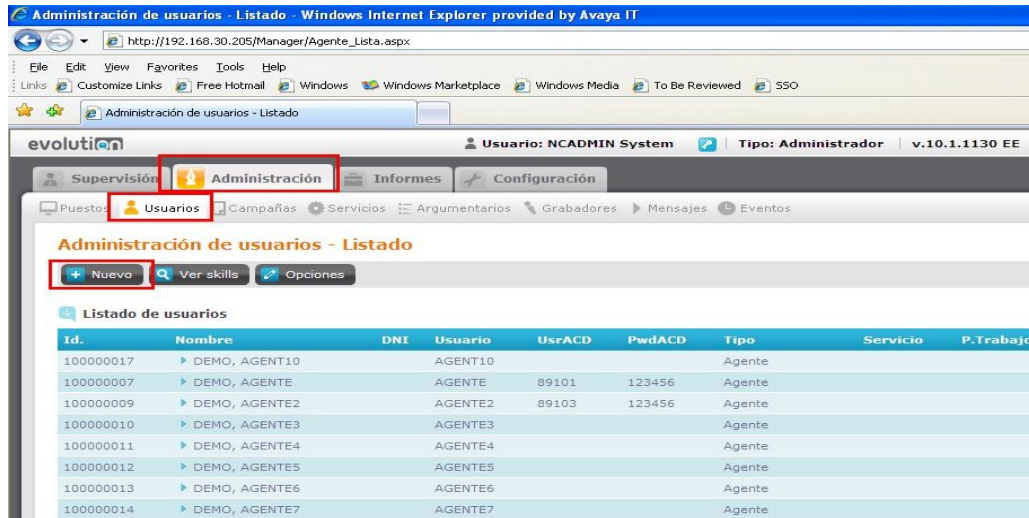 Administración de usuarios - Listado - Windows Internet Explorer provided by Avaya IT
http://192.168.30.205/Manager/Agente_Lista.aspx
File Edit View Favorites Tools Help
Links Customize Links Free Hotmail Windows Windows Marketplace Windows Media To Be Reviewed SSO
Administración de usuarios - Listado
evolution Usuario: NCADMIN System Tipo: Administrador v.10.1.1130 EE
Supervisión Administración Informes Configuración
Puestos Usuarios Campañas Servicios Argumentarios Grabadores Mensajes Eventos
Administración de usuarios - Listado
Nuevo Ver skills Opciones
Listado de usuarios
Id. Nombre DNI Usuario UsrACD PwdACD Tipo Servicio P.Trabajo
100000017 DEMO, AGENT10 AGENT10 Agente
100000007 DEMO, AGENTE AGENTE 89101 123456 Agente
100000009 DEMO, AGENTE2 AGENTE2 89103 123456 Agente
100000010 DEMO, AGENTE3 AGENTE3 Agente
100000011 DEMO, AGENTE4 AGENTE4 Agente
100000012 DEMO, AGENTE5 AGENTE5 Agente
100000013 DEMO, AGENTE6 AGENTE6 Agente
100000014 DEMO, AGENTE7 AGENTE7 Agente